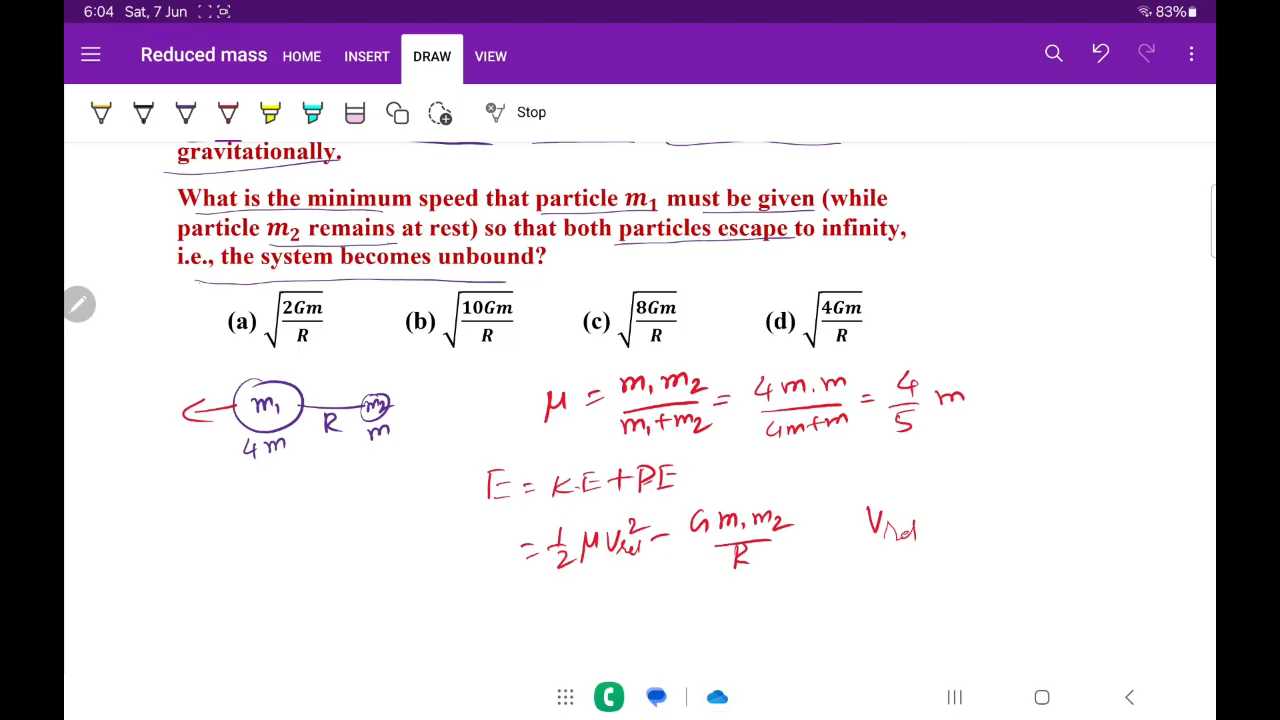 6:04 Sat, 7 Jun 83%
Reduced mass HOME INSERT DRAW VIEW
Stop
gravitationally.
What is the minimum speed that particle m₁ must be given (while
particle m₂ remains at rest) so that both particles escape to infinity,
i.e., the system becomes unbound?
(a) √(2Gm/R) (b) √(10Gm/R) (c) √(8Gm/R) (d) √(4Gm/R)
m₁ R m₂
4m m
μ = m₁m₂/(m₁+m₂) = 4m.m/(4m+m) = 4/5 m
E = K.E + PE
= 1/2 μ Vrel² − Gm₁m₂/R Vrel